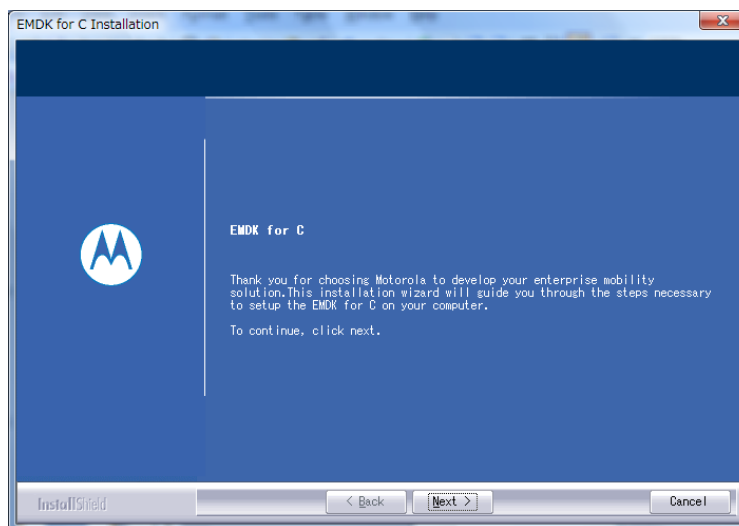 EMDK for C Installation
EMDK for C
Thank you for choosing Motorola to develop your enterprise mobility
solution.This installation wizard will guide you through the steps necessary
to setup the EMDK for C on your computer.
To continue, click next.
InstallShield
< Back
Next >
Cancel